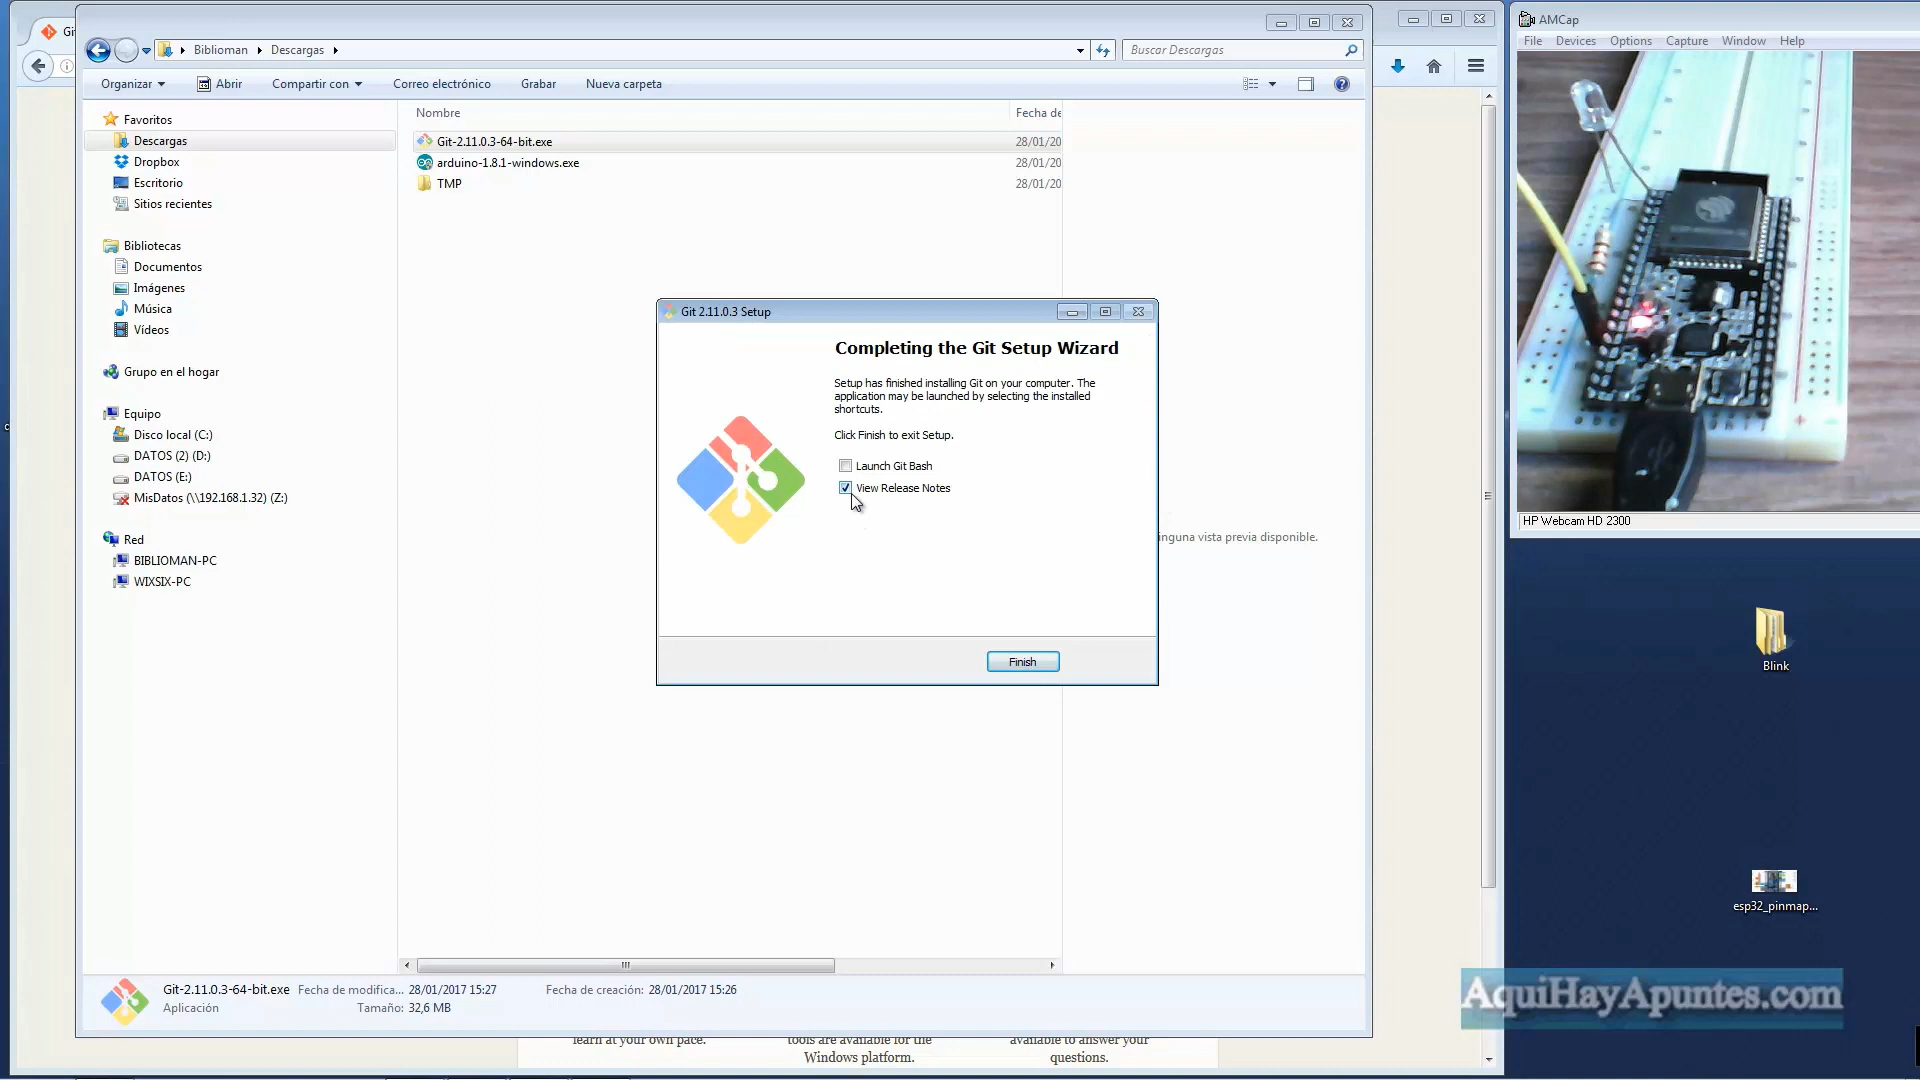 Gi
Biblioman
Descargas
Buscar Descargas
Organizar
Abrir
Compartir con
Correo electrónico
Grabar
Nueva carpeta
Favoritos
Descargas
Dropbox
Escritorio
Sitios recientes
Bibliotecas
Documentos
Imágenes
Música
Vídeos
Grupo en el hogar
Equipo
Disco local (C:)
DATOS (2) (D:)
DATOS (E:)
MisDatos (\\192.168.1.32) (Z:)
Red
BIBLIOMAN-PC
WIXSIX-PC
Nombre
Fecha de
Git-2.11.0.3-64-bit.exe
28/01/20
arduino-1.8.1-windows.exe
28/01/20
TMP
28/01/20
Git 2.11.0.3 Setup
Completing the Git Setup Wizard
Setup has finished installing Git on your computer. The
application may be launched by selecting the installed
shortcuts.
Click Finish to exit Setup.
Launch Git Bash
View Release Notes
Finish
inguna vista previa disponible.
Git-2.11.0.3-64-bit.exe
Fecha de modifica... 28/01/2017 15:27
Fecha de creación: 28/01/2017 15:26
Aplicación
Tamaño: 32,6 MB
learn at your own pace.
tools are available for the
Windows platform.
available to answer your
questions.
AMCap
File Devices Options Capture Window Help
HP Webcam HD 2300
Blink
esp32_pinmap...
AquiHayApuntes.com